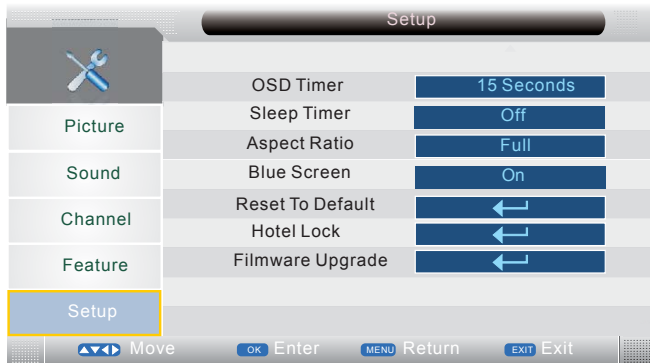 Setup
OSD Timer 15 Seconds
Sleep Timer Off
Aspect Ratio Full
Blue Screen On
Reset To Default
Hotel Lock
Filmware Upgrade
Picture
Sound
Channel
Feature
Setup
Move OK Enter MENU Return EXIT Exit